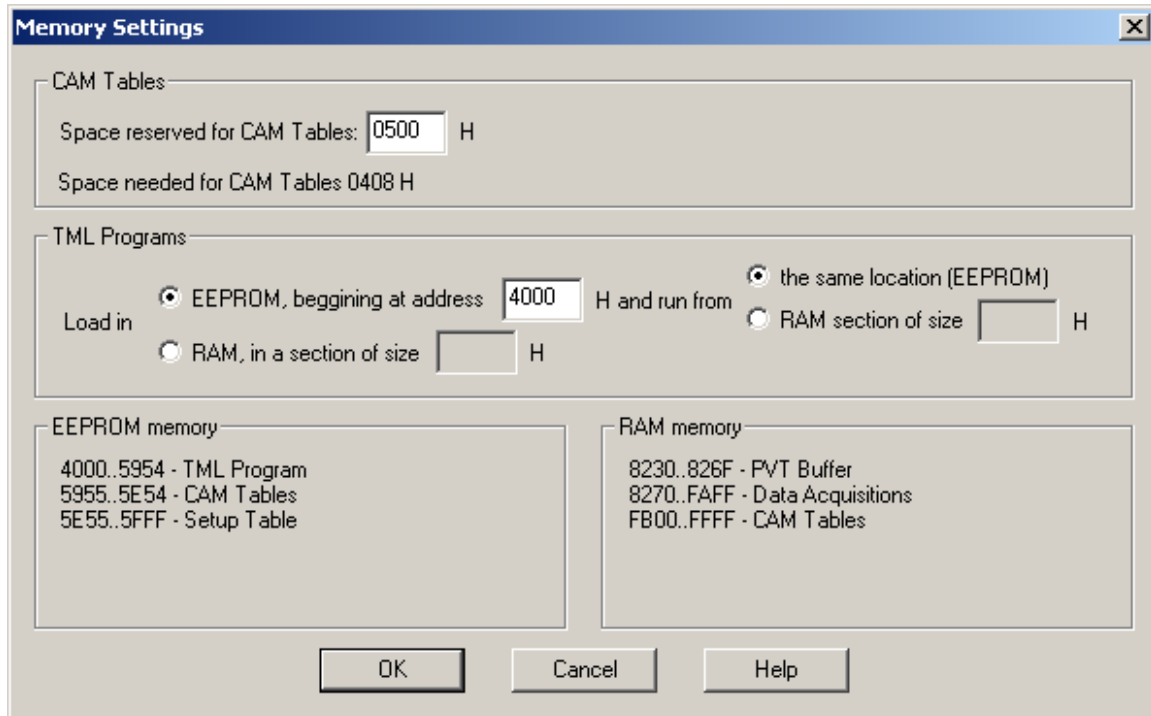 Memory Settings
CAM Tables
Space reserved for CAM Tables: 0500 H
Space needed for CAM Tables 0408 H
TML Programs
Load in
EEPROM, beggining at address 4000 H and run from
the same location (EEPROM)
RAM section of size H
RAM, in a section of size H
EEPROM memory
4000..5954 - TML Program
5955..5E54 - CAM Tables
5E55..5FFF - Setup Table
RAM memory
8230..826F - PVT Buffer
8270..FAFF - Data Acquisitions
FB00..FFFF - CAM Tables
OK
Cancel
Help